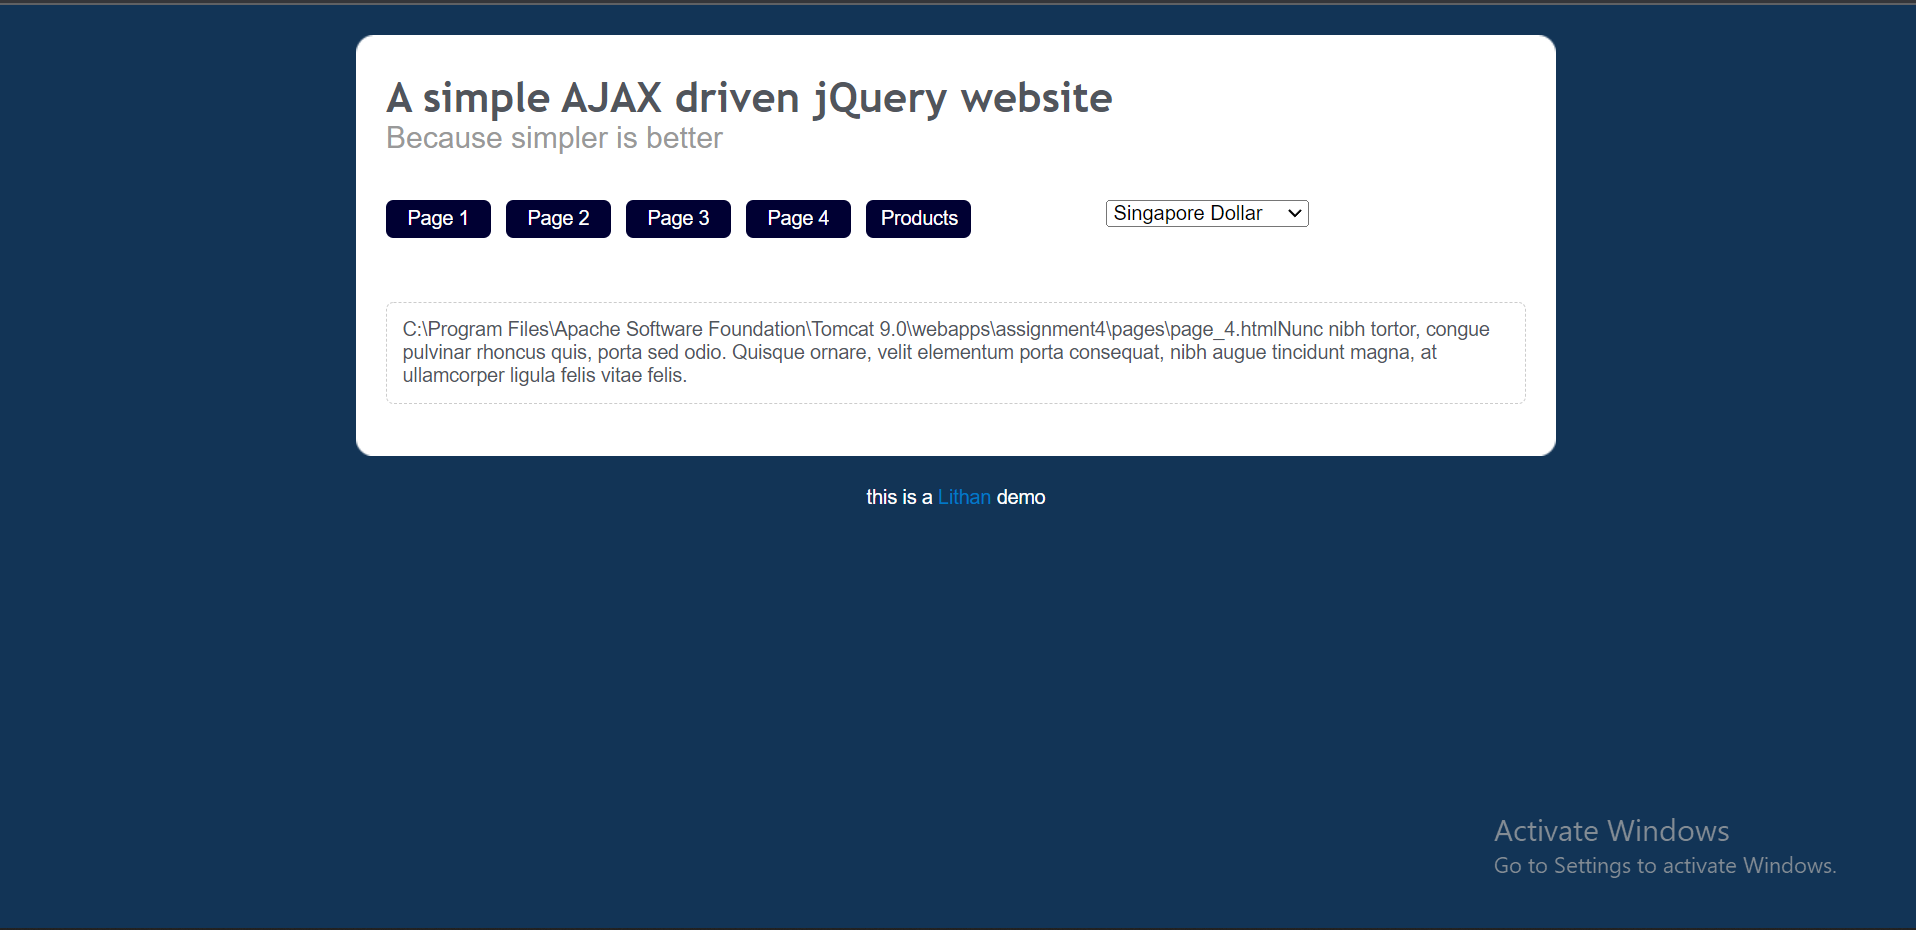 A simple AJAX driven jQuery website
Because simpler is better
Page 1 Page 2 Page 3 Page 4 Products Singapore Dollar
C:\Program Files\Apache Software Foundation\Tomcat 9.0\webapps\assignment4\pages\page_4.htmlNunc nibh tortor, congue
pulvinar rhoncus quis, porta sed odio. Quisque ornare, velit elementum porta consequat, nibh augue tincidunt magna, at
ullamcorper ligula felis vitae felis.
this is a Lithan demo
Activate Windows
Go to Settings to activate Windows.